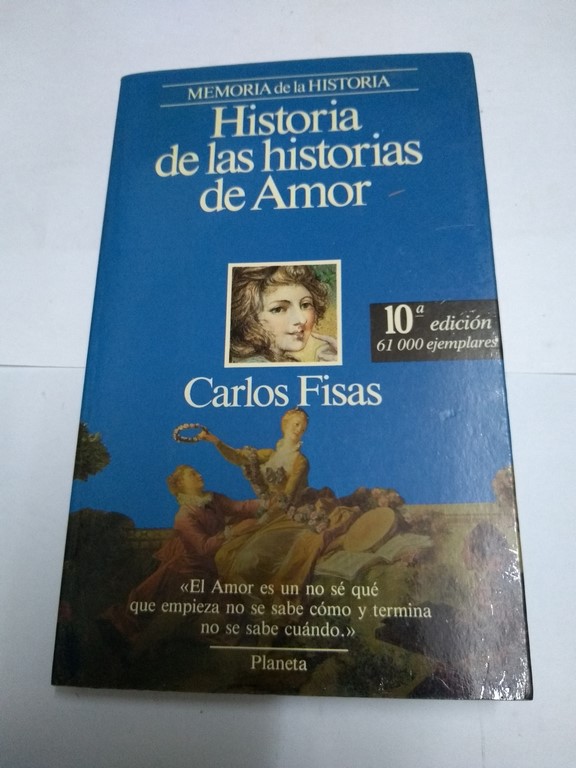 MEMORIA de la HISTORIA
Historia
de las historias
de Amor
10ª edición
61 000 ejemplares
Carlos Fisas
«El Amor es un no sé qué
que empieza no se sabe cómo y termina
no se sabe cuándo.»
Planeta